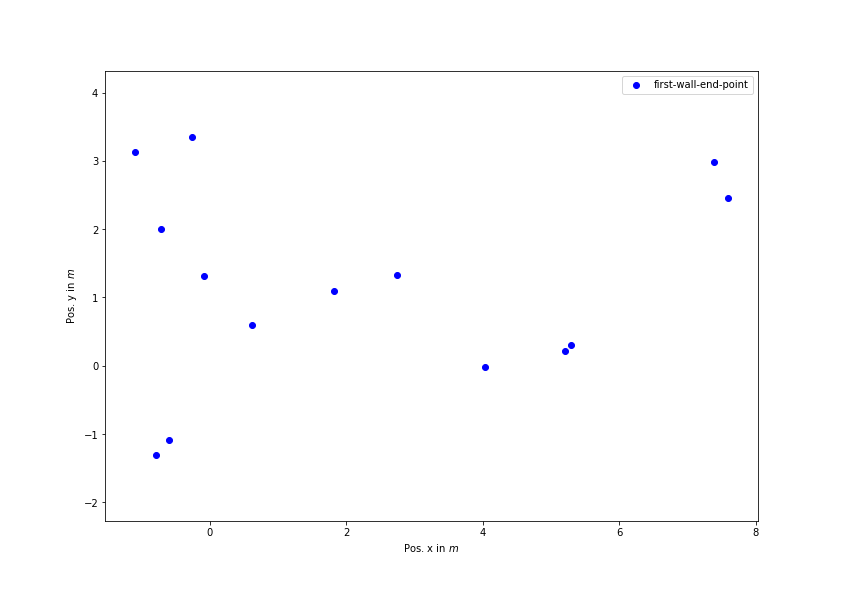 first-wall-end-point
4
3
2
1
0
−1
−2
Pos. y in m
0 2 4 6 8
Pos. x in m